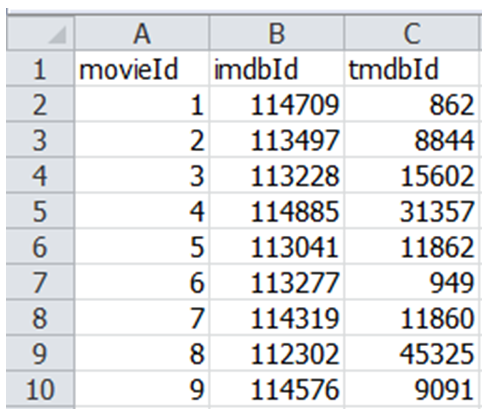 A B C
1 movieId imdbId tmdbId
2 1 114709 862
3 2 113497 8844
4 3 113228 15602
5 4 114885 31357
6 5 113041 11862
7 6 113277 949
8 7 114319 11860
9 8 112302 45325
10 9 114576 9091